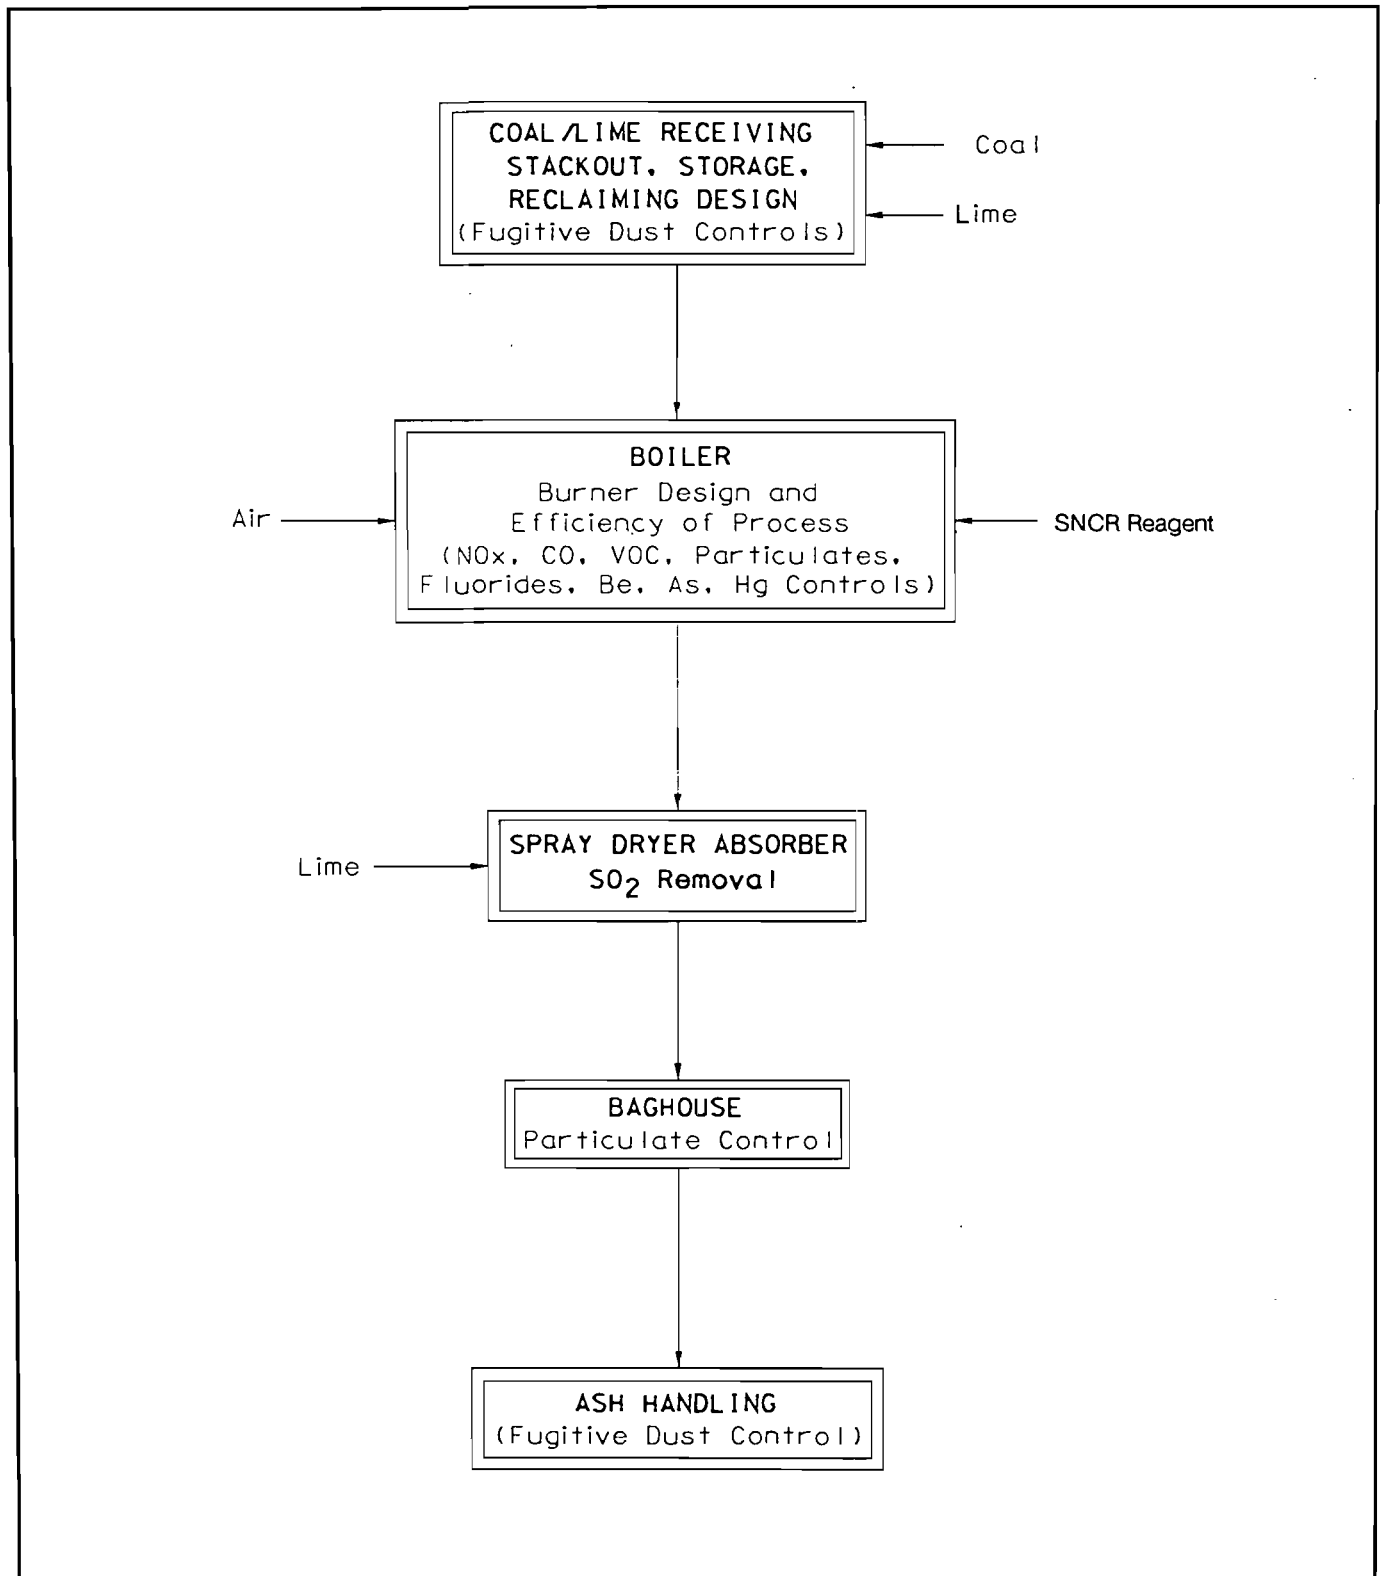 COAL/LIME RECEIVING
STACKOUT, STORAGE,
RECLAIMING DESIGN
(Fugitive Dust Controls)
Coal
Lime
BOILER
Burner Design and
Efficiency of Process
(NOx, CO, VOC, Particulates,
Fluorides, Be, As, Hg Controls)
Air
SNCR Reagent
SPRAY DRYER ABSORBER
SO₂ Removal
Lime
BAGHOUSE
Particulate Control
ASH HANDLING
(Fugitive Dust Control)